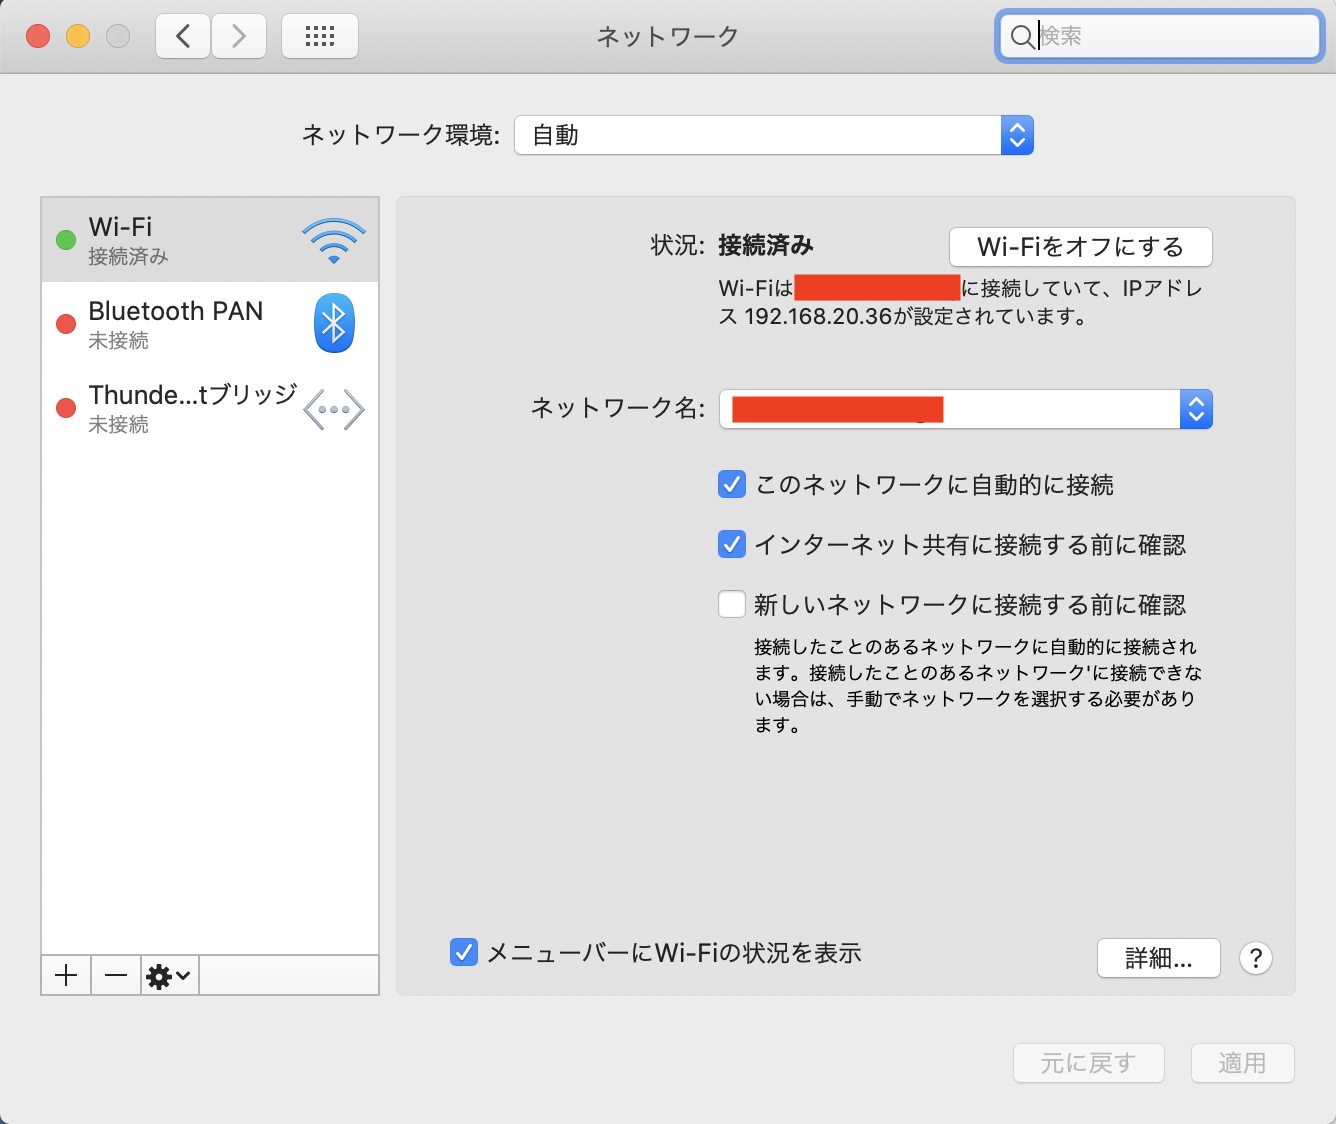 ネットワーク
検索
ネットワーク環境: 自動
Wi-Fi
接続済み
Bluetooth PAN
未接続
Thunde...tブリッジ
未接続
状況: 接続済み
Wi-Fiをオフにする
Wi-Fiは に接続していて、IPアドレ
ス 192.168.20.36が設定されています。
ネットワーク名:
このネットワークに自動的に接続
インターネット共有に接続する前に確認
新しいネットワークに接続する前に確認
接続したことのあるネットワークに自動的に接続され
ます。接続したことのあるネットワーク'に接続できな
い場合は、手動でネットワークを選択する必要があり
ます。
メニューバーにWi-Fiの状況を表示
詳細...
?
元に戻す
適用